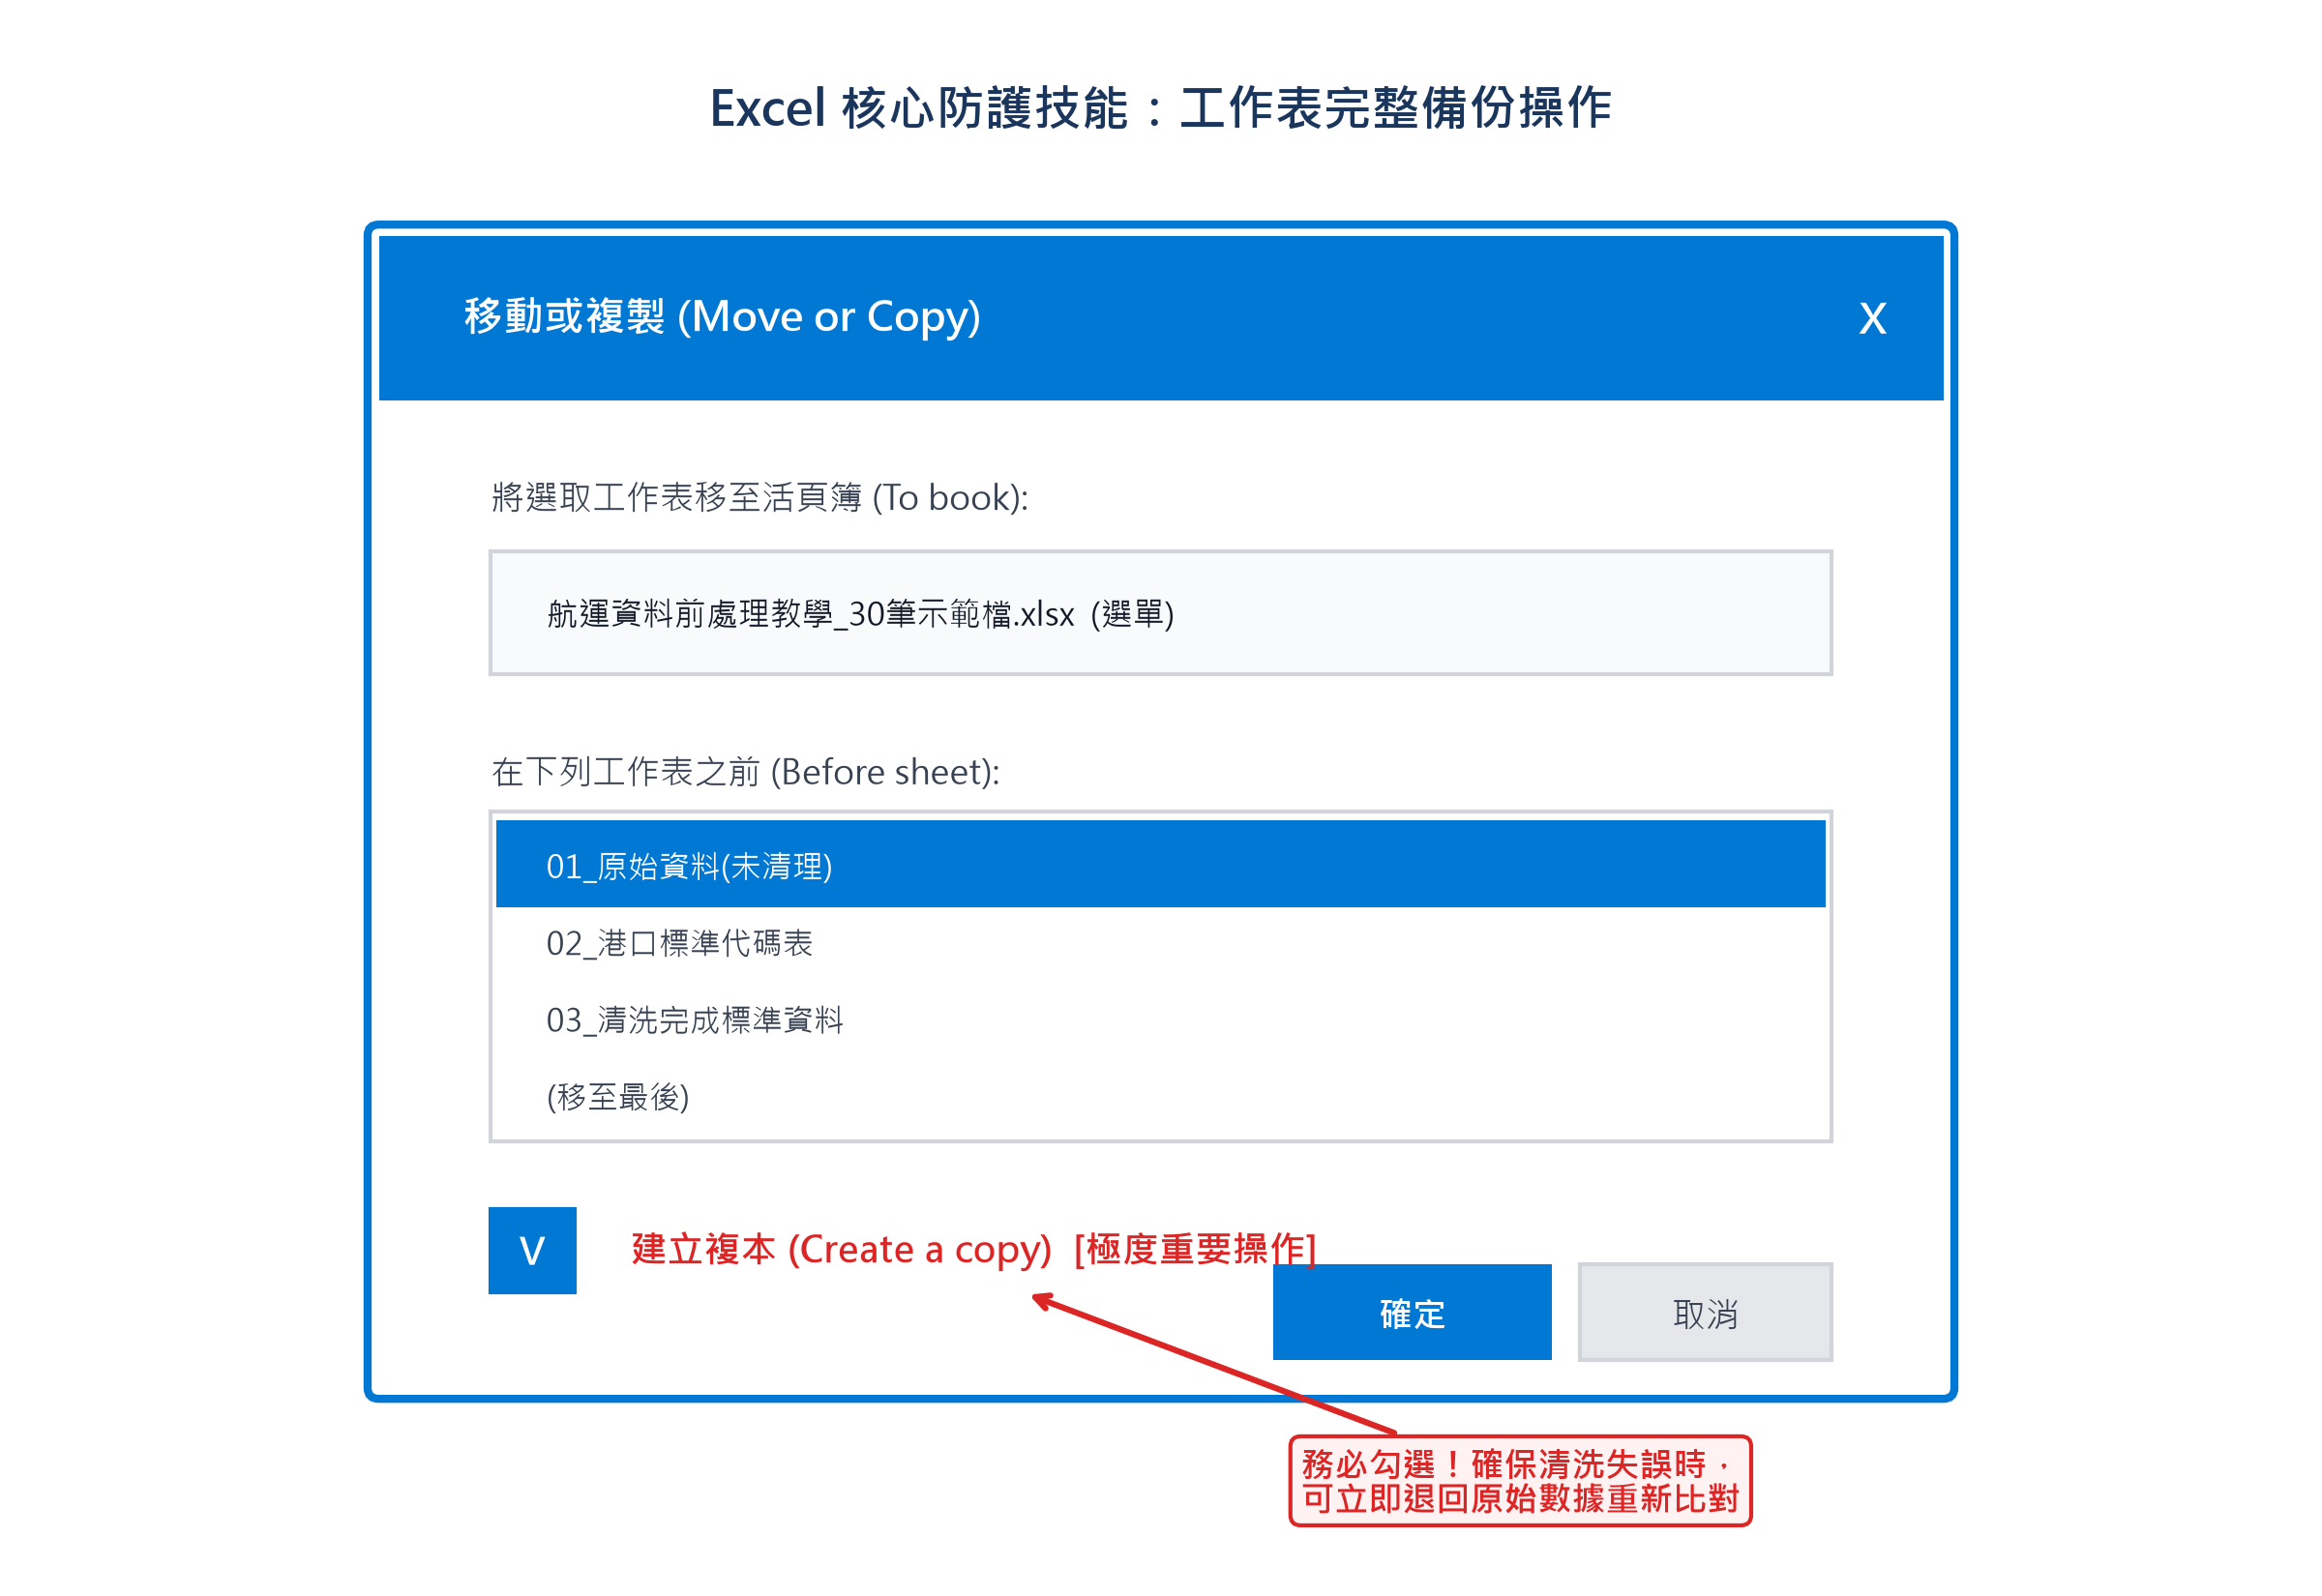 Excel 核心防護技能：工作表完整備份操作
移動或複製 (Move or Copy)
X
將選取工作表移至活頁簿 (To book):
航運資料前處理教學_30筆示範檔.xlsx (選單)
在下列工作表之前 (Before sheet):
01_原始資料(未清理)
02_港口標準代碼表
03_清洗完成標準資料
(移至最後)
V
建立複本 (Create a copy) [極度重要操作]
確定
取消
務必勾選！確保清洗失誤時，
可立即退回原始數據重新比對